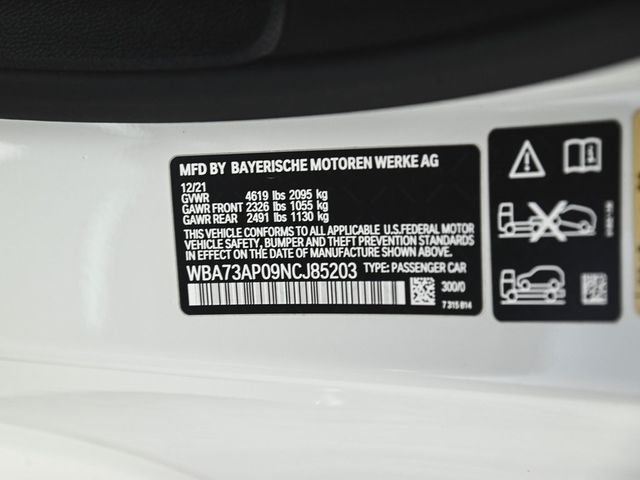 MFD BY BAYERISCHE MOTOREN WERKE AG
12/21
GVWR 4619 lbs 2095 kg
GAWR FRONT 2326 lbs 1055 kg
GAWR REAR 2491 lbs 1130 kg
THIS VEHICLE CONFORMS TO ALL APPLICABLE U.S.FEDERAL MOTOR
VEHICLE SAFETY, BUMPER AND THEFT PREVENTION STANDARDS
IN EFFECT ON THE DATE OF MANUFACTURE SHOWN ABOVE.
WBA73AP09NCJ85203 TYPE: PASSENGER CAR
300/0
7 315 814